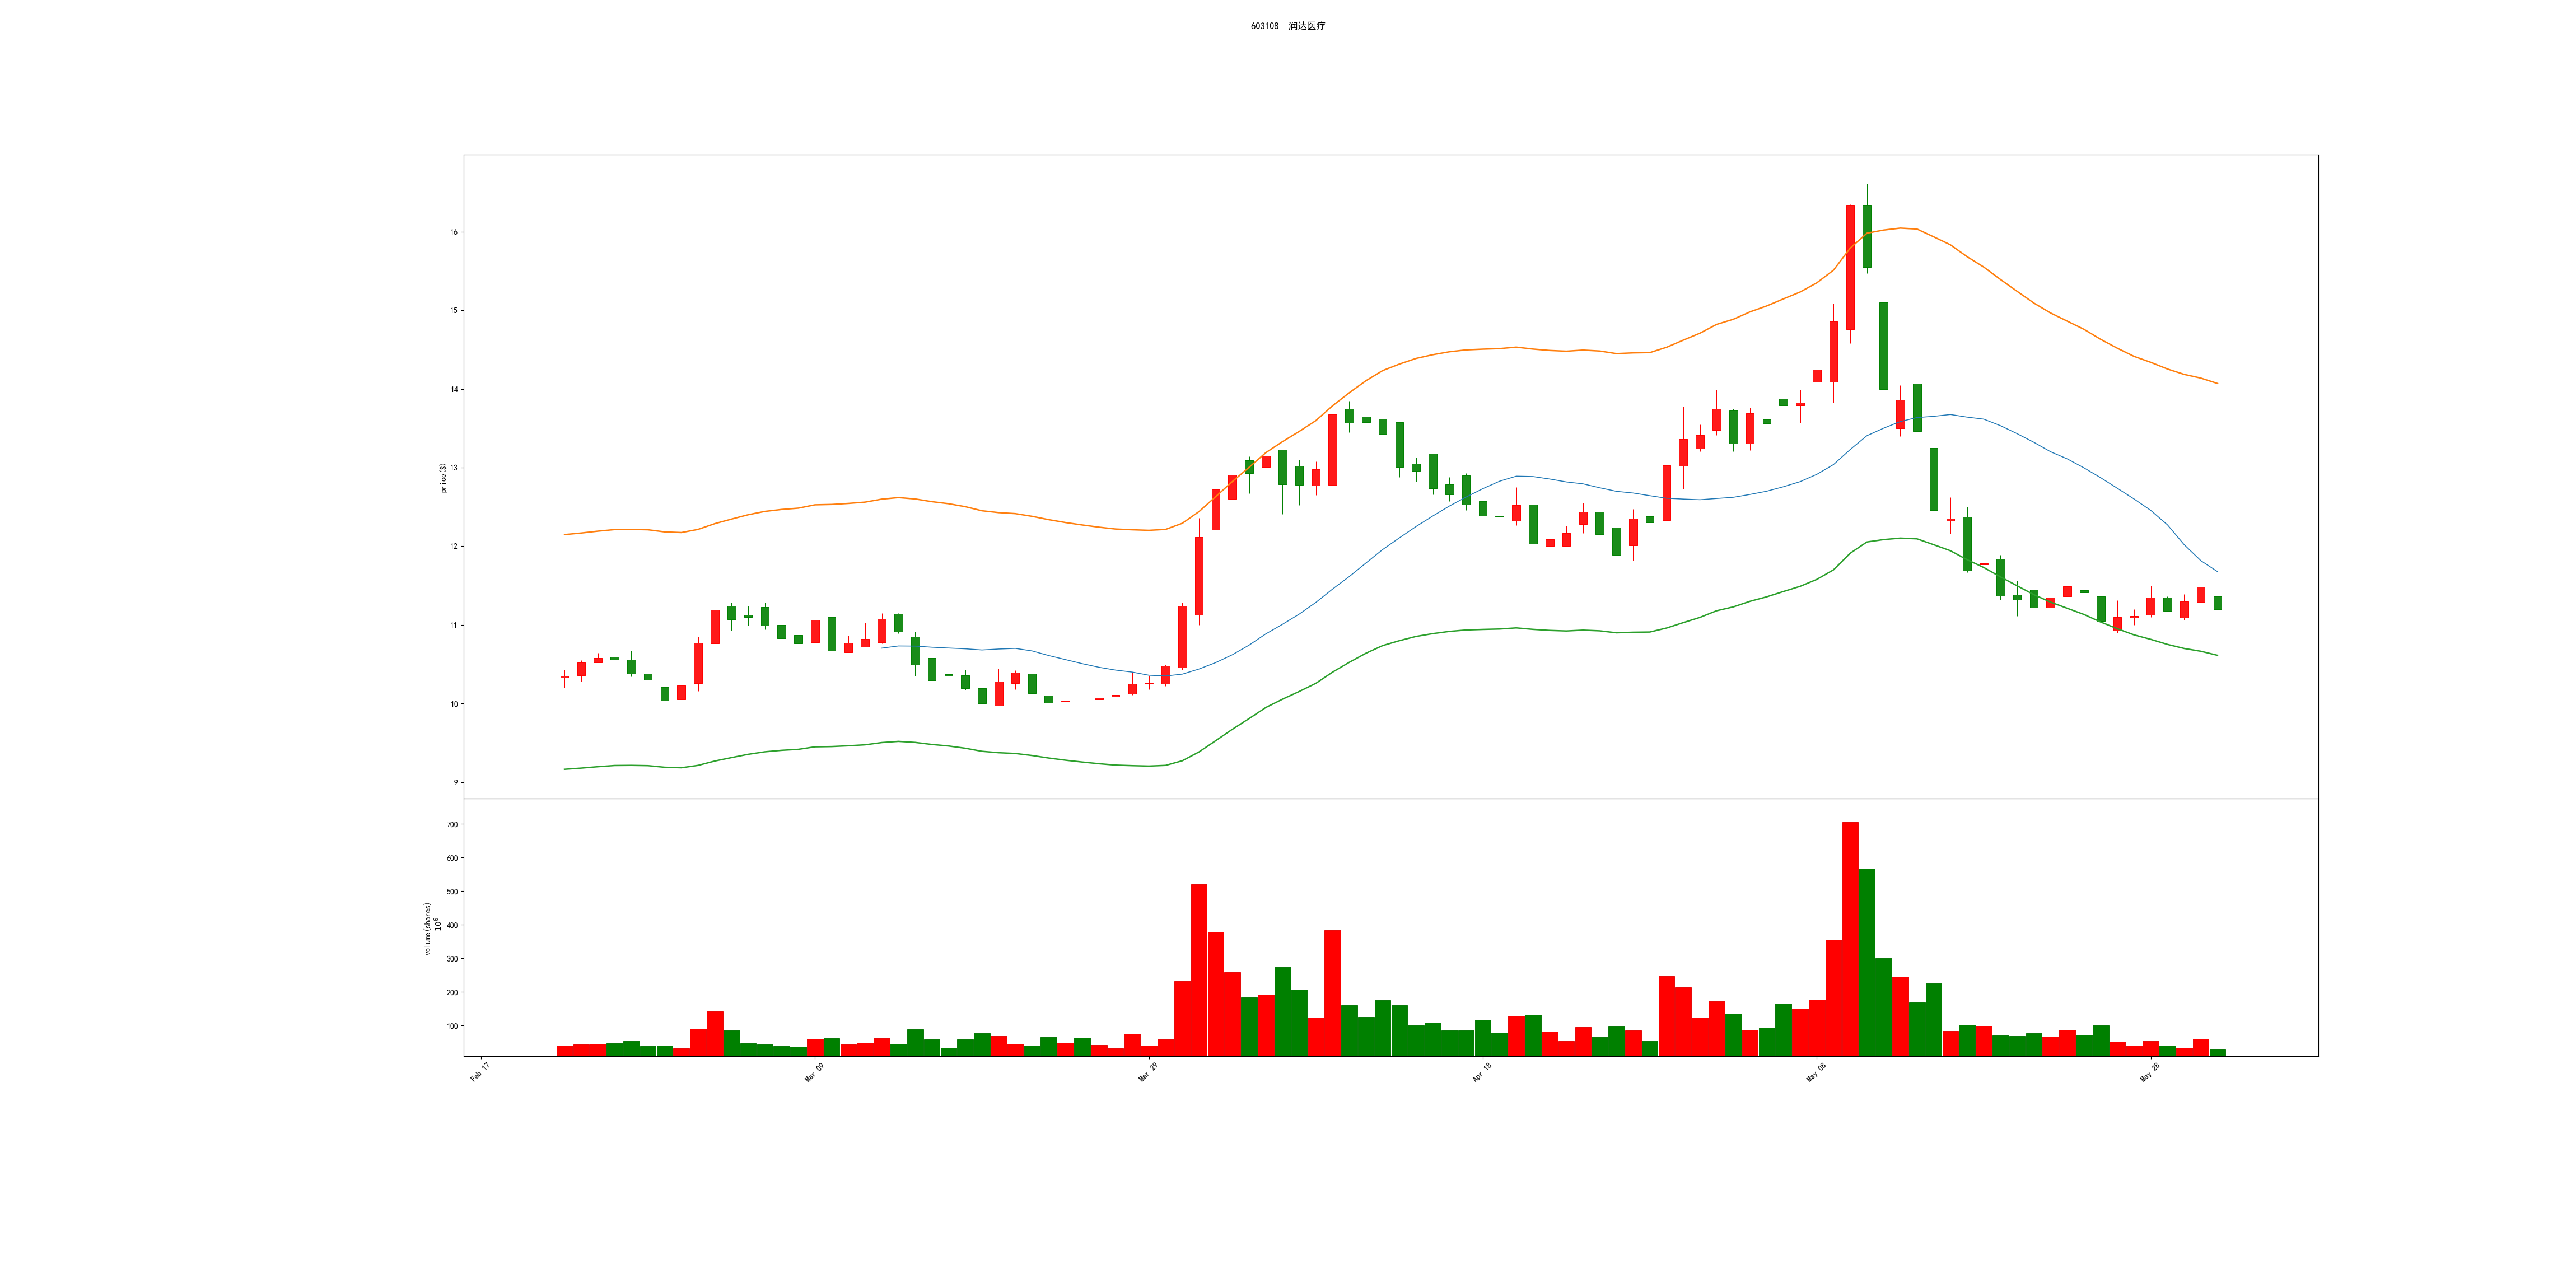 603108 润达医疗
price($)
16
15
14
13
12
11
10
9
volume(shares)
10^6
700
600
500
400
300
200
100
Feb 17
Mar 09
Mar 29
Apr 18
May 08
May 28